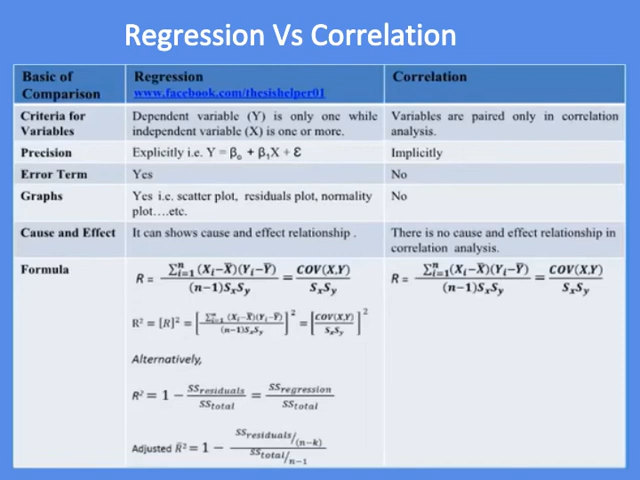 Regression Vs Correlation
Basic of Comparison | Regression www.facebook.com/thesishelper01 | Correlation
Criteria for Variables | Dependent variable (Y) is only one while independent variable (X) is one or more. | Variables are paired only in correlation analysis.
Precision | Explicitly i.e. Y = β₀ + β₁X + ε | Implicitly
Error Term | Yes | No
Graphs | Yes i.e. scatter plot, residuals plot, normality plot….etc. | No
Cause and Effect | It can shows cause and effect relationship . | There is no cause and effect relationship in correlation analysis.
Formula | R = ∑ⁿᵢ₌₁ (Xᵢ−X̄)(Yᵢ−Ȳ) / (n−1)SₓSᵧ = COV(X,Y) / SₓSᵧ | R = ∑ⁿᵢ₌₁ (Xᵢ−X̄)(Yᵢ−Ȳ) / (n−1)SₓSᵧ = COV(X,Y) / SₓSᵧ
R² = [R]² = [∑ⁿᵢ₌₁ (Xᵢ−X̄)(Yᵢ−Ȳ) / (n−1)SₓSᵧ]² = [COV(X,Y) / SₓSᵧ]²
Alternatively,
R² = 1 − SSresiduals / SStotal = SSregression / SStotal
Adjusted R̄² = 1 − (SSresiduals/(n−k)) / (SStotal/n−1)